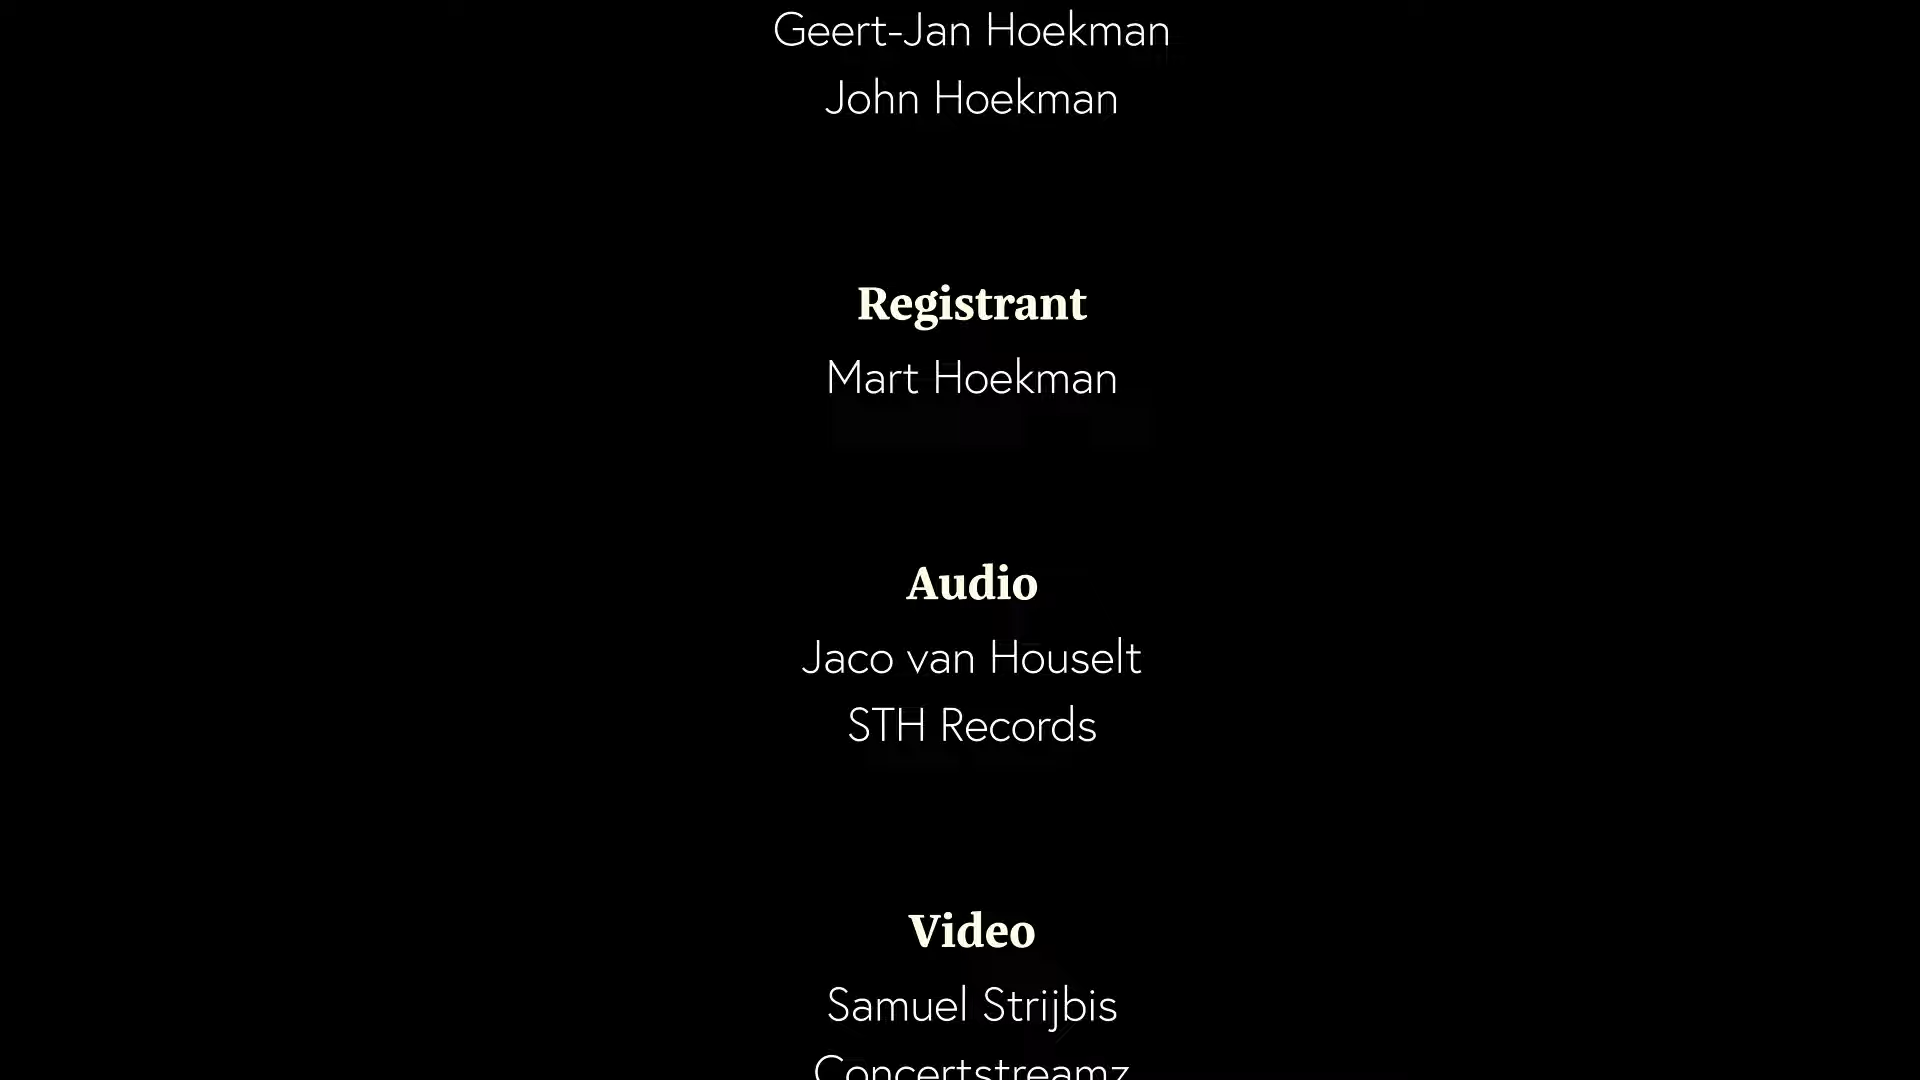 Geert-Jan Hoekman
John Hoekman
Registrant
Mart Hoekman
Audio
Jaco van Houselt
STH Records
Video
Samuel Strijbis
Concertstreamz